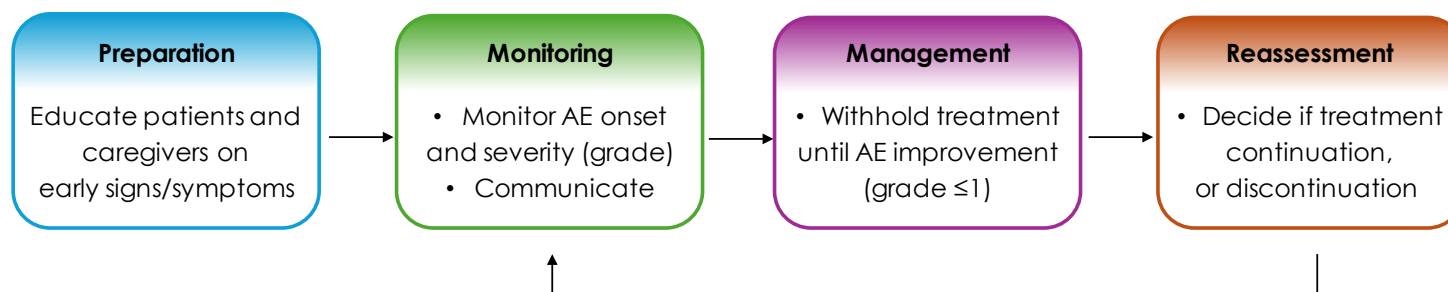 Preparation
Educate patients and
caregivers on
early signs/symptoms
Monitoring
• Monitor AE onset
and severity (grade)
• Communicate
Management
• Withhold treatment
until AE improvement
(grade ≤1)
Reassessment
• Decide if treatment
continuation,
or discontinuation